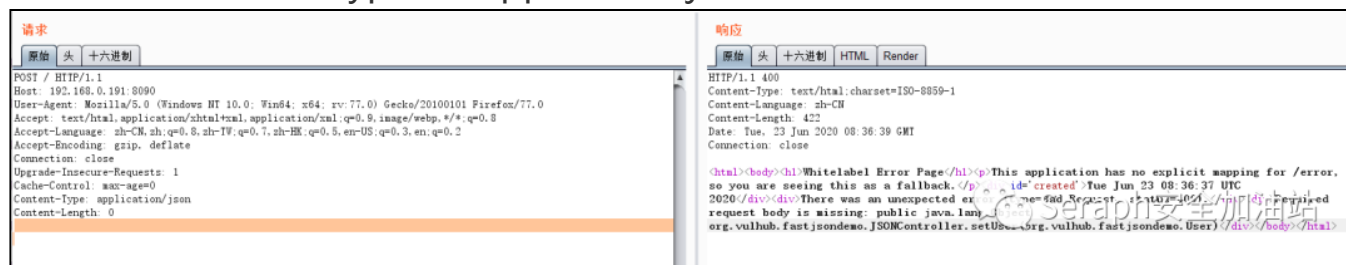 请求
原始 头 十六进制
POST / HTTP/1.1
Host: 192.168.0.191:8090
User-Agent: Mozilla/5.0 (Windows NT 10.0; Win64; x64; rv:77.0) Gecko/20100101 Firefox/77.0
Accept: text/html,application/xhtml+xml,application/xml;q=0.9,image/webp,*/*;q=0.8
Accept-Language: zh-CN,zh;q=0.8,zh-TW;q=0.7,zh-HK;q=0.5,en-US;q=0.3,en;q=0.2
Accept-Encoding: gzip, deflate
Connection: close
Upgrade-Insecure-Requests: 1
Cache-Control: max-age=0
Content-Type: application/json
Content-Length: 0
响应
原始 头 十六进制 HTML Render
HTTP/1.1 400
Content-Type: text/html;charset=ISO-8859-1
Content-Language: zh-CN
Content-Length: 422
Date: Tue, 23 Jun 2020 08:36:39 GMT
Connection: close
<html><body><h1>Whitelabel Error Page</h1><p>This application has no explicit mapping for /error,
so you are seeing this as a fallback.</p> id='created'>Tue Jun 23 08:36:37 UTC
2020</div><div>There was an unexpected Request, required
request body is missing: public java.lang
org.vulhub.fastjsondemo.JSONController.setUser(org.vulhub.fastjsondemo.User)</div></body></html>
Seraph安全加油站